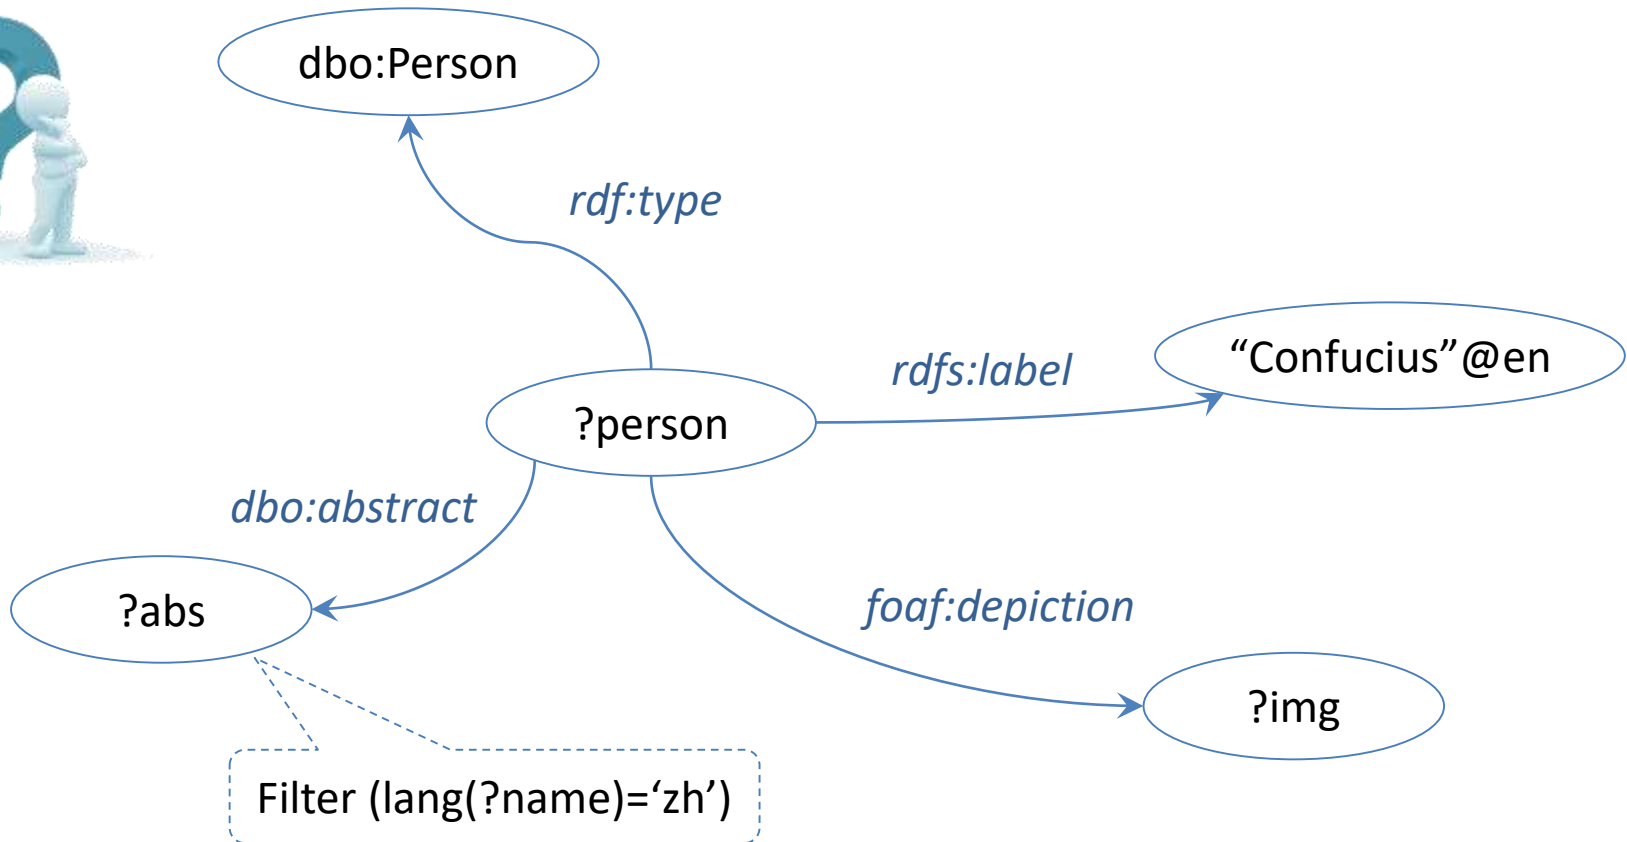 dbo:Person
rdf:type
rdfs:label
“Confucius”@en
?person
dbo:abstract
?abs
foaf:depiction
?img
Filter (lang(?name)=‘zh’)